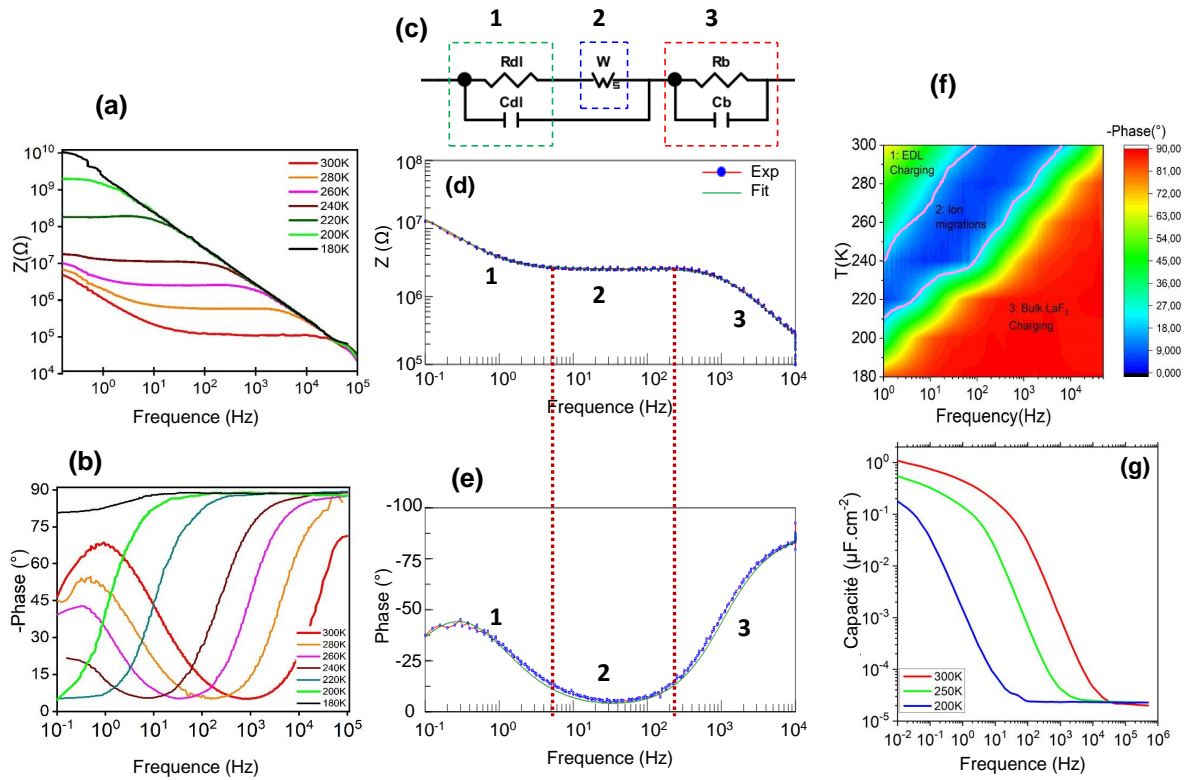 (a)
10^10
10^9
10^8
10^7
10^6
10^5
10^4
Z(Ω)
300K
280K
260K
240K
220K
200K
180K
10^0
10^1
10^2
10^3
10^4
10^5
Frequence (Hz)
(b)
90
75
60
45
30
15
0
-Phase (°)
300K
280K
260K
240K
220K
200K
180K
10^-1
10^0
10^1
10^2
10^3
10^4
10^5
Frequence (Hz)
(c)
1
2
3
Rdl
W
s
Cdl
Rb
Cb
(d)
10^8
10^7
10^6
10^5
Z (Ω)
Exp
Fit
1
2
3
10^-1
10^0
10^1
10^2
10^3
10^4
Frequence (Hz)
(e)
-100
-75
-50
-25
0
Phase (°)
1
2
3
10^-1
10^0
10^1
10^2
10^3
10^4
Frequence (Hz)
(f)
300
280
260
240
220
200
180
T(K)
1: EDL
Charging
2: Ion
migrations
3: Bulk LaF₃
Charging
10^0
10^1
10^2
10^3
10^4
Frequency(Hz)
-Phase(°)
90,00
81,00
72,00
63,00
54,00
45,00
36,00
27,00
18,00
9,000
0,000
(g)
10^0
10^-1
10^-2
10^-3
10^-4
10^-5
Capacité (µF.cm^-2)
300K
250K
200K
10^-2
10^-1
10^0
10^1
10^2
10^3
10^4
10^5
10^6
Frequence (Hz)